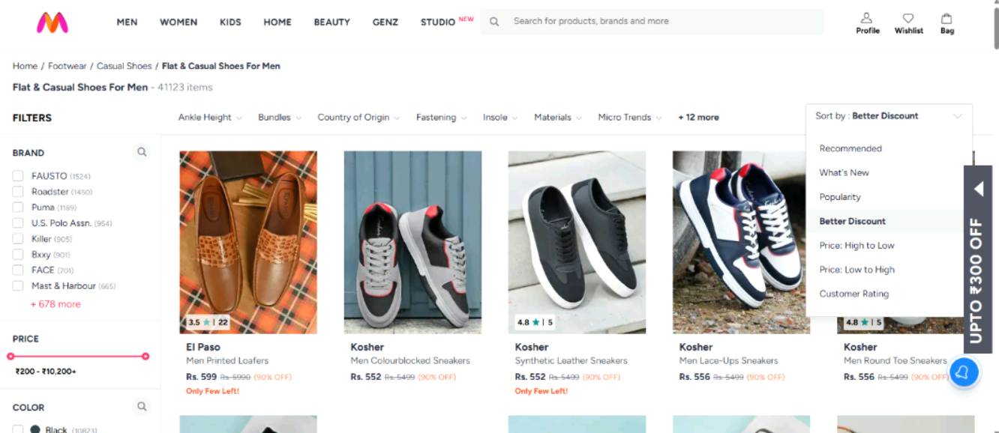 MEN WOMEN KIDS HOME BEAUTY GENZ STUDIO NEW Search for products, brands and more Profile Wishlist Bag
Home / Footwear / Casual Shoes / Flat & Casual Shoes For Men
Flat & Casual Shoes For Men - 41123 items
FILTERS
Ankle Height Bundles Country of Origin Fastening Insole Materials Micro Trends + 12 more
Sort by : Better Discount
Recommended
What's New
Popularity
Better Discount
Price: High to Low
Price: Low to High
Customer Rating
BRAND
FAUSTO (1524)
Roadster (1450)
Puma (1189)
U.S. Polo Assn. (954)
Killer (905)
Bxxy (901)
FACE (701)
Mast & Harbour (665)
+ 678 more
PRICE
₹200 - ₹10,200+
COLOR
Black (10823)
3.5 ★ | 22
El Paso
Men Printed Loafers
Rs. 599 Rs. 5990 (90% OFF)
Only Few Left!
Kosher
Men Colourblocked Sneakers
Rs. 552 Rs. 5499 (90% OFF)
4.8 ★ | 5
Kosher
Synthetic Leather Sneakers
Rs. 552 Rs. 5499 (90% OFF)
Only Few Left!
Kosher
Men Lace-Ups Sneakers
Rs. 556 Rs. 5499 (90% OFF)
4.8 ★ | 5
Kosher
Men Round Toe Sneakers
Rs. 556 Rs. 5499 (90% OFF)
UPTO ₹300 OFF